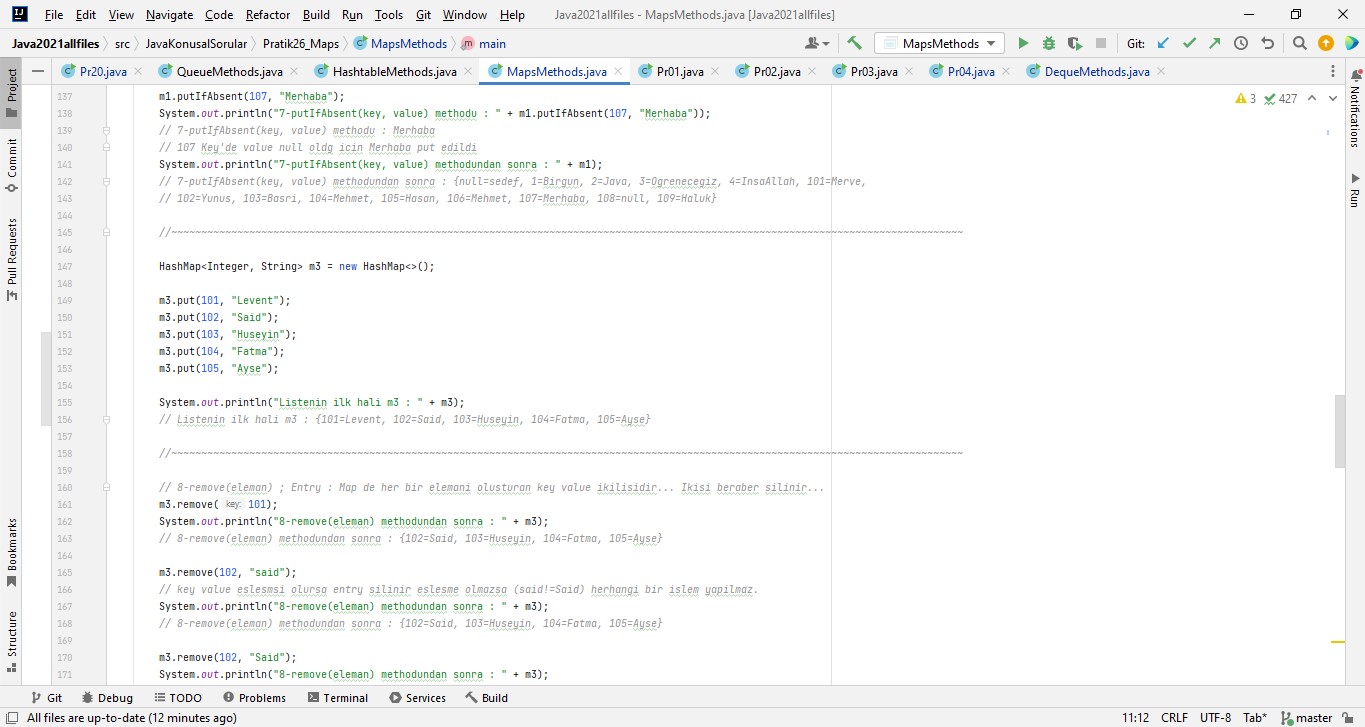 File Edit View Navigate Code Refactor Build Run Tools Git Window Help Java2021allfiles - MapsMethods.java [Java2021allfiles]
Java2021allfiles src JavaKonusalSorular Pratik26_Maps MapsMethods main MapsMethods Git:
Pr20.java QueueMethods.java HashtableMethods.java MapsMethods.java Pr01.java Pr02.java Pr03.java Pr04.java DequeMethods.java
Project
Commit
Pull Requests
Bookmarks
Structure
Notifications
Run
3 427
137 m1.putIfAbsent(107, "Merhaba");
138 System.out.println("7-putIfAbsent(key, value) methodu : " + m1.putIfAbsent(107, "Merhaba"));
139 // 7-putIfAbsent(key, value) methodu : Merhaba
140 // 107 Key'de value null oldg icin Merhaba put edildi
141 System.out.println("7-putIfAbsent(key, value) methodundan sonra : " + m1);
142 // 7-putIfAbsent(key, value) methodundan sonra : {null=sedef, 1=Birgun, 2=Java, 3=Ogrenecegiz, 4=InsaAllah, 101=Merve,
143 // 102=Yunus, 103=Basri, 104=Mehmet, 105=Hasan, 106=Mehmet, 107=Merhaba, 108=null, 109=Haluk}
144
145 //~~~~~~~~~~~~~~~~~~~~~~~~~~~~~~~~~~~~~~~~~~~~~~~~~~~~~~~~~~~~~~~~~~~~~~~~~~~~~~~~~~~~~~~~~~~~~~~~~~~~~~~~~~~~~~~~~~~~~~~~~~~~~~~~~~~~
146
147 HashMap<Integer, String> m3 = new HashMap<>();
148
149 m3.put(101, "Levent");
150 m3.put(102, "Said");
151 m3.put(103, "Huseyin");
152 m3.put(104, "Fatma");
153 m3.put(105, "Ayse");
154
155 System.out.println("Listenin ilk hali m3 : " + m3);
156 // Listenin ilk hali m3 : {101=Levent, 102=Said, 103=Huseyin, 104=Fatma, 105=Ayse}
157
158 //~~~~~~~~~~~~~~~~~~~~~~~~~~~~~~~~~~~~~~~~~~~~~~~~~~~~~~~~~~~~~~~~~~~~~~~~~~~~~~~~~~~~~~~~~~~~~~~~~~~~~~~~~~~~~~~~~~~~~~~~~~~~~~~~~~~~
159
160 // 8-remove(eleman) ; Entry : Map de her bir elemani olusturan key value ikilisidir... Ikisi beraber silinir...
161 m3.remove( key: 101);
162 System.out.println("8-remove(eleman) methodundan sonra : " + m3);
163 // 8-remove(eleman) methodundan sonra : {102=Said, 103=Huseyin, 104=Fatma, 105=Ayse}
164
165 m3.remove(102, "said");
166 // key value eslesmsi olursa entry silinir eslesme olmazsa (said!=Said) herhangi bir islem yapilmaz.
167 System.out.println("8-remove(eleman) methodundan sonra : " + m3);
168 // 8-remove(eleman) methodundan sonra : {102=Said, 103=Huseyin, 104=Fatma, 105=Ayse}
169
170 m3.remove(102, "Said");
171 System.out.println("8-remove(eleman) methodundan sonra : " + m3);
Git Debug TODO Problems Terminal Services Build
All files are up-to-date (12 minutes ago) 11:12 CRLF UTF-8 Tab* master